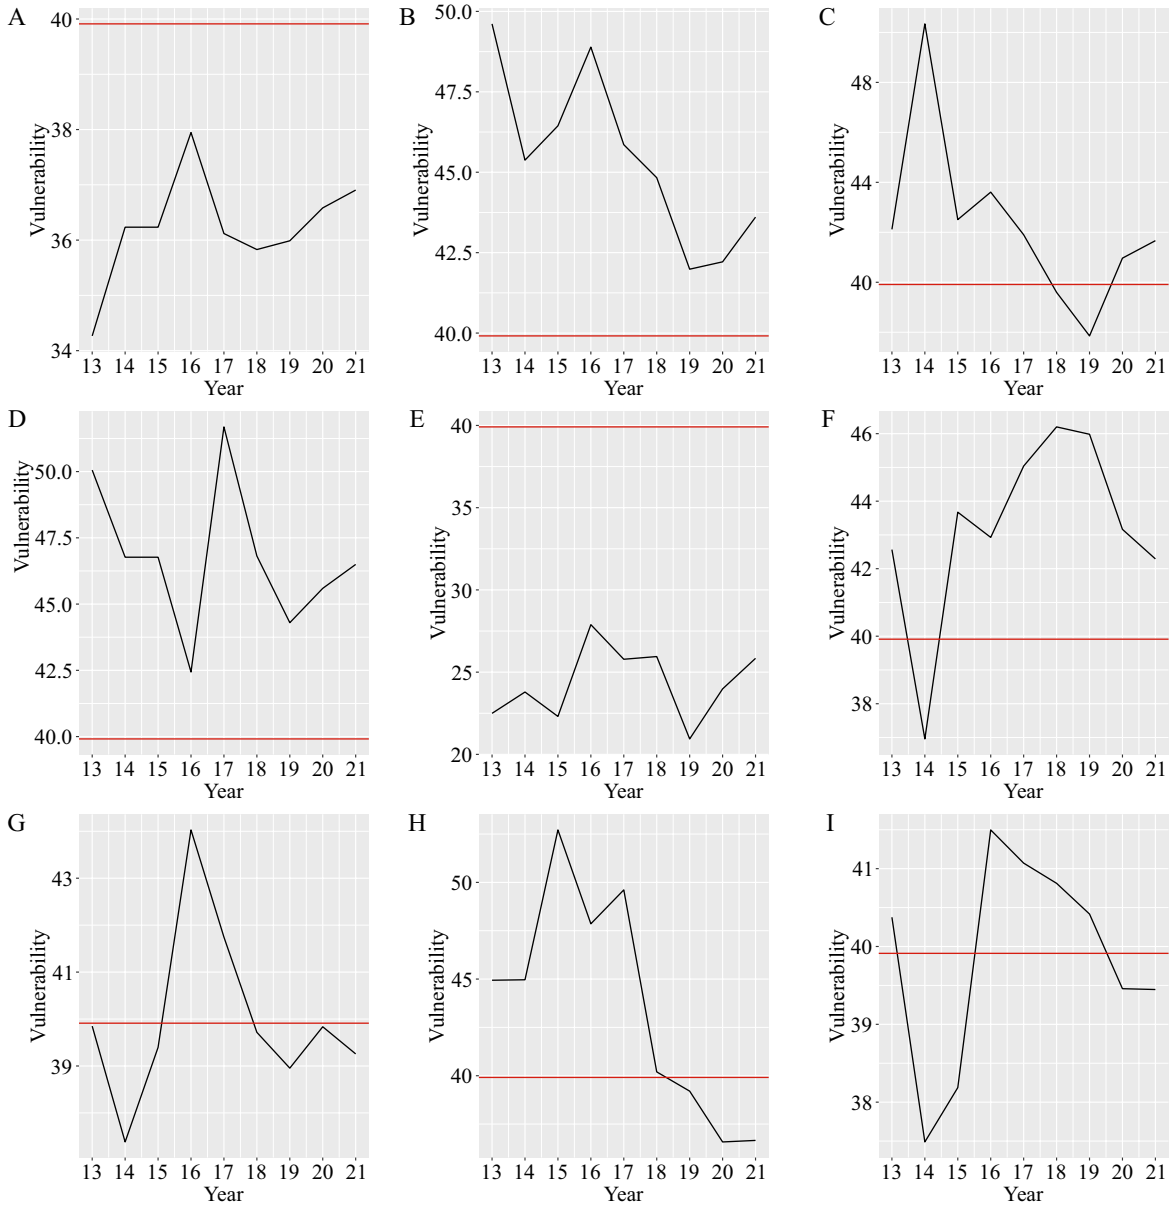 A
Vulnerability
40
38
36
34
13 14 15 16 17 18 19 20 21
Year
B
Vulnerability
50.0
47.5
45.0
42.5
40.0
13 14 15 16 17 18 19 20 21
Year
C
Vulnerability
48
44
40
13 14 15 16 17 18 19 20 21
Year
D
Vulnerability
50.0
47.5
45.0
42.5
40.0
13 14 15 16 17 18 19 20 21
Year
E
Vulnerability
40
35
30
25
20
13 14 15 16 17 18 19 20 21
Year
F
Vulnerability
46
44
42
40
38
13 14 15 16 17 18 19 20 21
Year
G
Vulnerability
43
41
39
13 14 15 16 17 18 19 20 21
Year
H
Vulnerability
50
45
40
13 14 15 16 17 18 19 20 21
Year
I
Vulnerability
41
40
39
38
13 14 15 16 17 18 19 20 21
Year